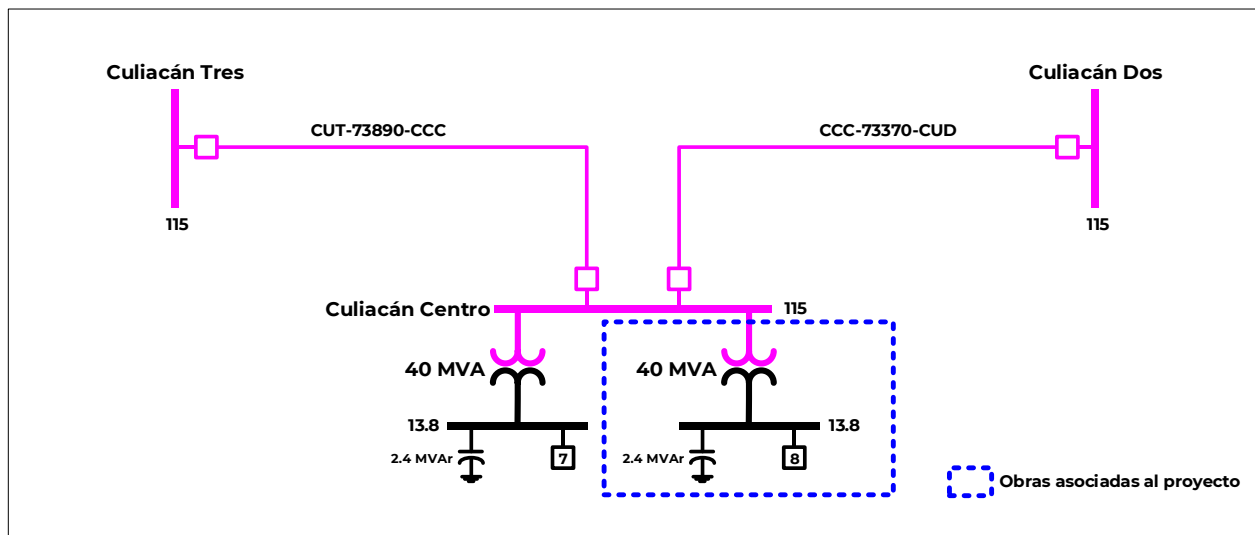 Culiacán Tres
Culiacán Dos
CUT-73890-CCC
CCC-73370-CUD
115
115
Culiacán Centro
115
40 MVA
40 MVA
13.8
13.8
2.4 MVAr
7
2.4 MVAr
8
Obras asociadas al proyecto